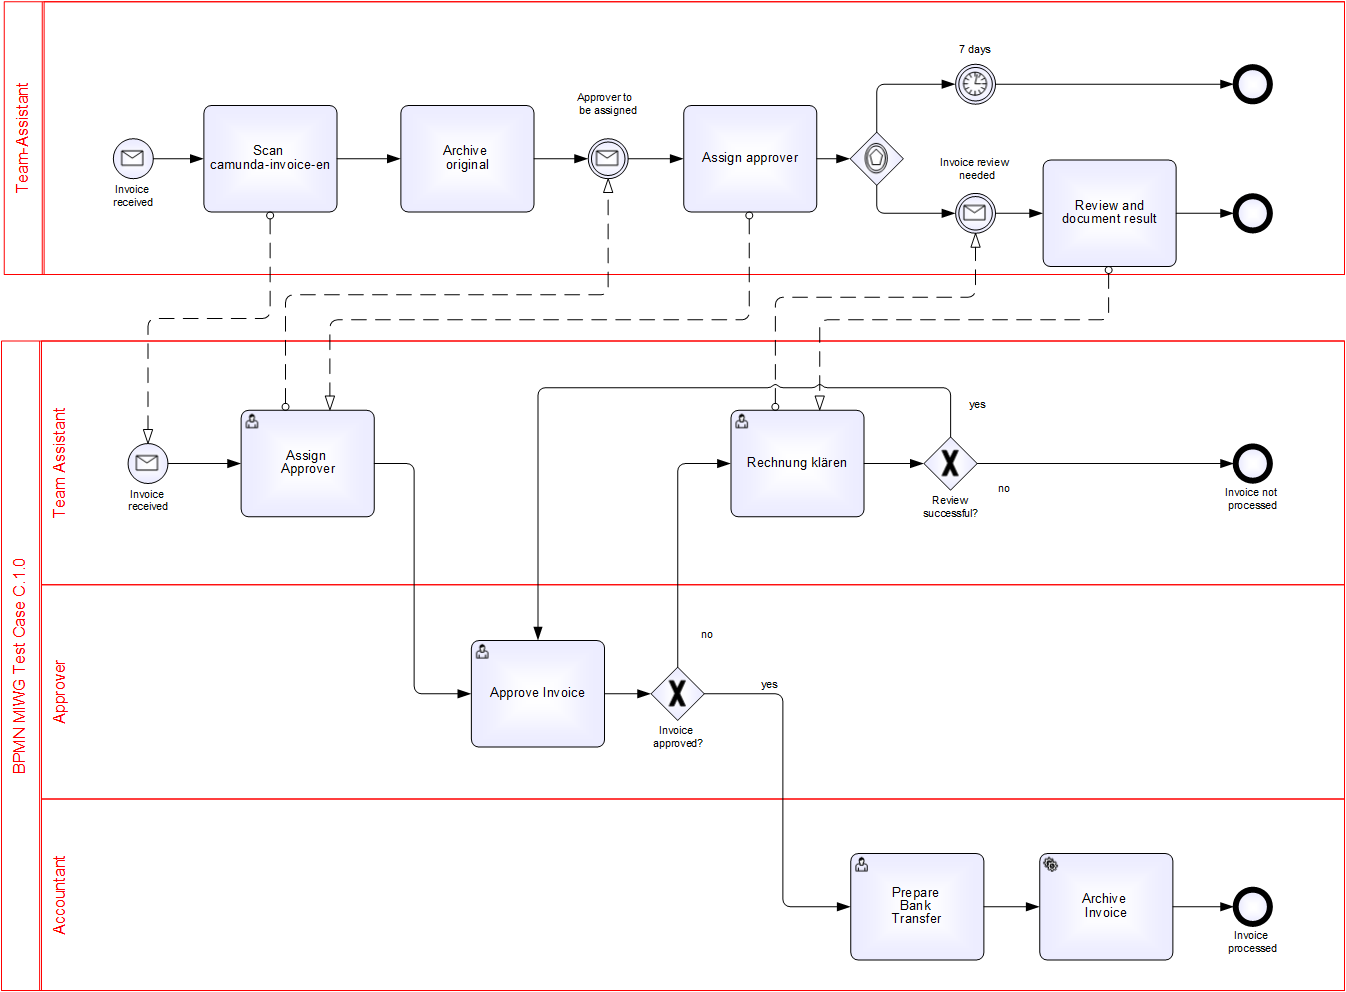 Team-Assistant
7 days
Approver to
be assigned
Scan
camunda-invoice-en
Archive
original
Assign approver
Invoice review
needed
Invoice
received
Review and
document result
BPMN MIWG Test Case C.1.0
Team Assistant
yes
Assign
Approver
Rechnung klären
Invoice
received
Review
successful?
no
Invoice not
processed
Approver
no
Approve Invoice
yes
Invoice
approved?
Accountant
Prepare
Bank
Transfer
Archive
Invoice
Invoice
processed